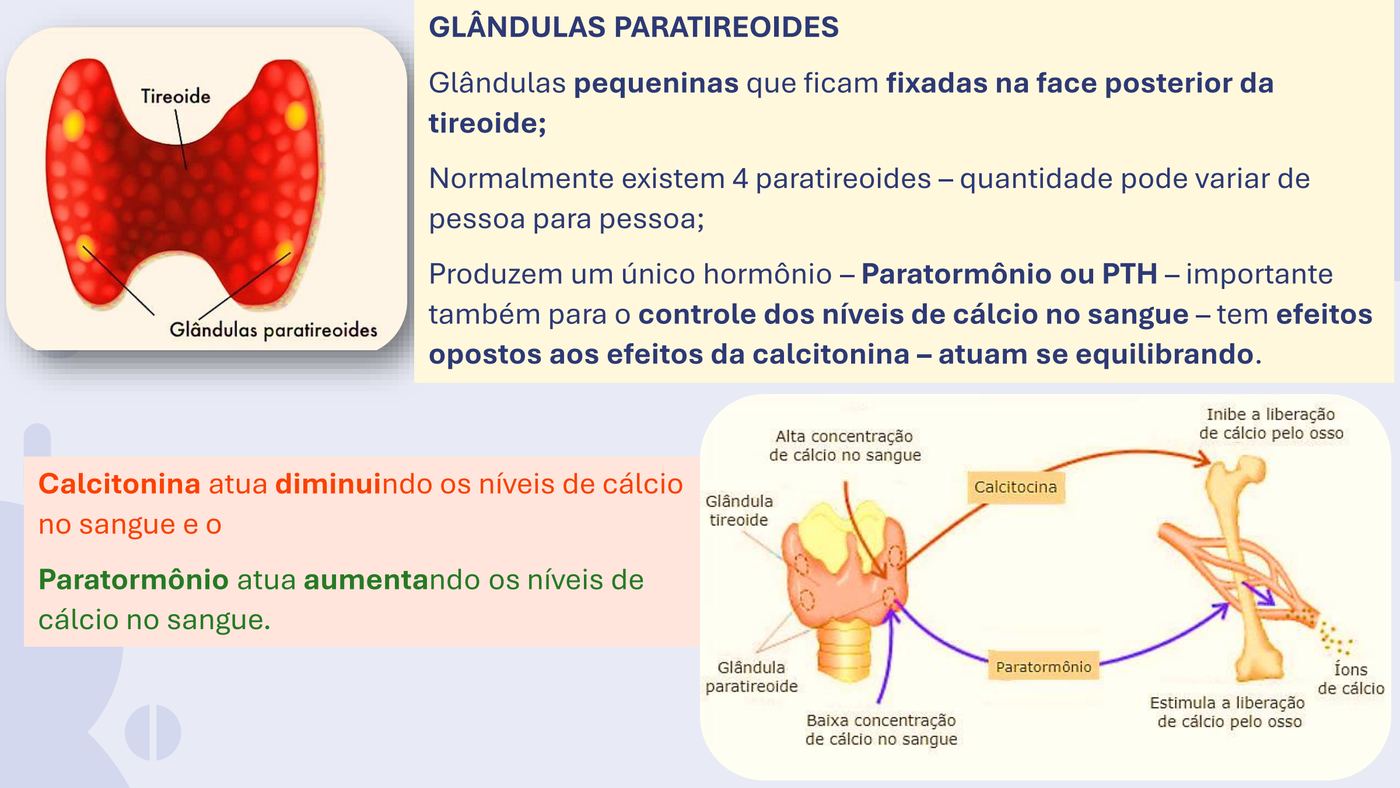 Tireoide
Glândulas paratireoides
GLÂNDULAS PARATIREOIDES
Glândulas pequeninas que ficam fixadas na face posterior da
tireoide;
Normalmente existem 4 paratireoides – quantidade pode variar de
pessoa para pessoa;
Produzem um único hormônio – Paratormônio ou PTH – importante
também para o controle dos níveis de cálcio no sangue – tem efeitos
opostos aos efeitos da calcitonina – atuam se equilibrando.
Calcitonina atua diminuindo os níveis de cálcio
no sangue e o
Paratormônio atua aumentando os níveis de
cálcio no sangue.
Alta concentração
de cálcio no sangue
Inibe a liberação
de cálcio pelo osso
Calcitocina
Glândula
tireoide
Paratormônio
Glândula
paratireoide
Íons
de cálcio
Baixa concentração
de cálcio no sangue
Estimula a liberação
de cálcio pelo osso